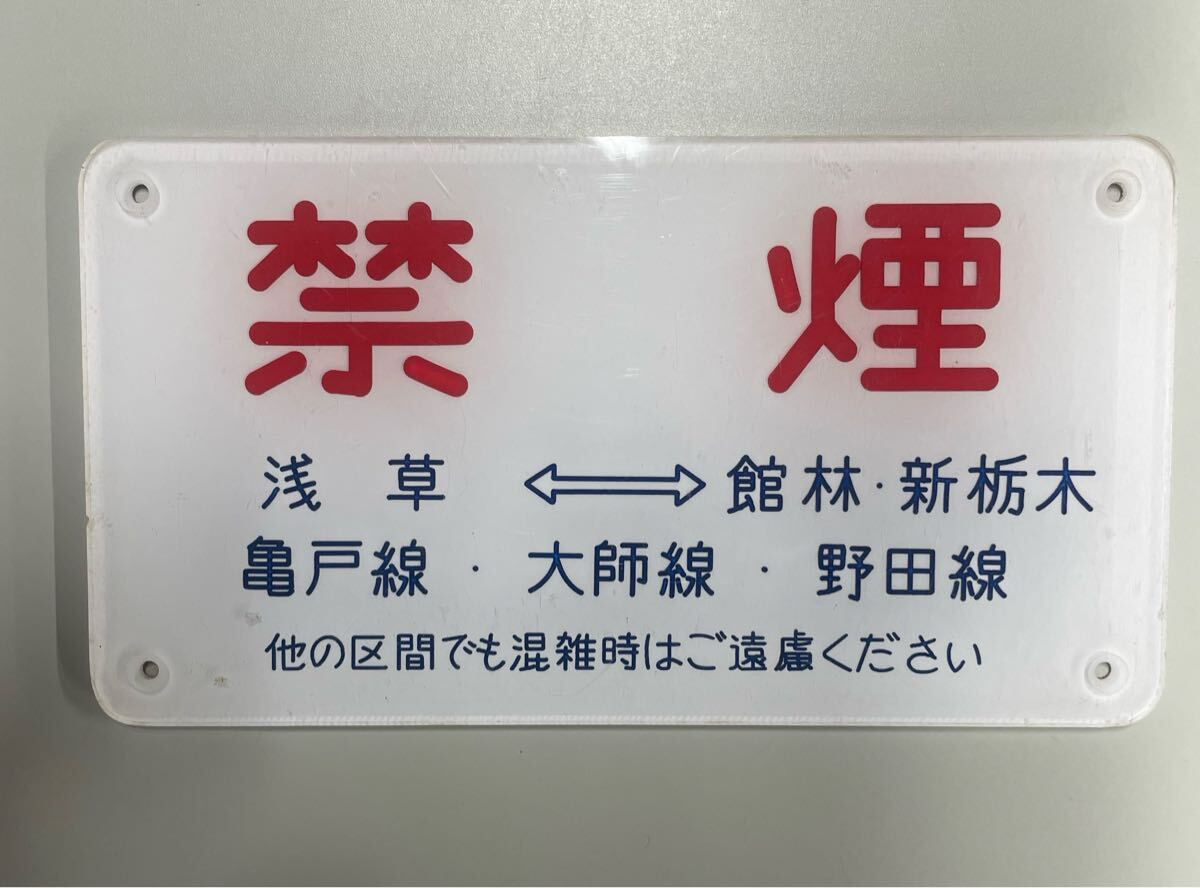 禁煙
浅草 ⟺ 館林・新栃木
亀戸線・大師線・野田線
他の区間でも混雑時はご遠慮ください